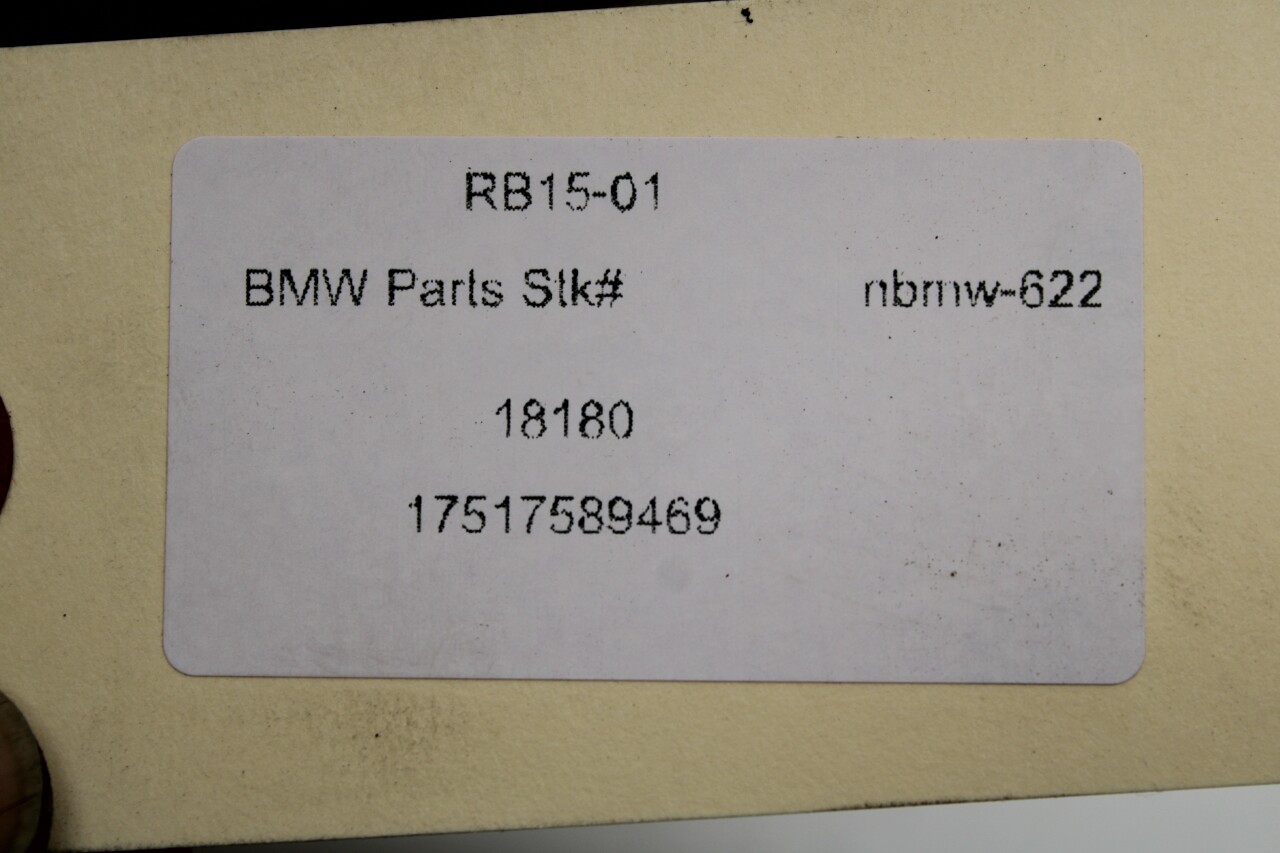 RB15-01
BMW Parts Stk# nbmw-622
18180
17517589469